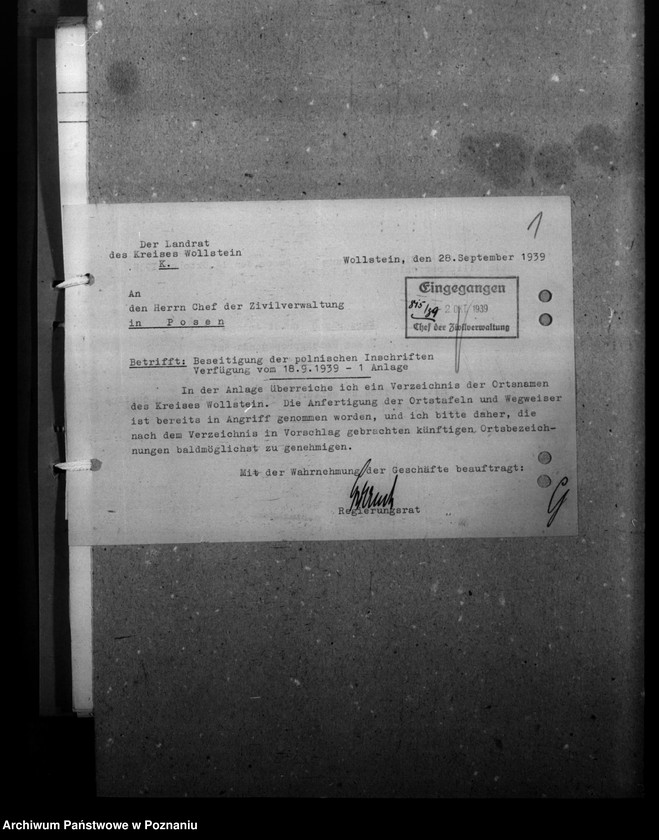 1
Der Landrat
des Kreises Wollstein
K.
Wollstein, den 28.September 1939
An
den Herrn Chef der Zivilverwaltung
in Posen
Eingegangen
815/39
2 OKT 1939
Chef der Zivilverwaltung
Betrifft: Beseitigung der polnischen Inschriften
Verfügung vom 18.9.1939 - 1 Anlage
In der Anlage überreiche ich ein Verzeichnis der Ortsnamen
des Kreises Wollstein. Die Anfertigung der Ortstafeln und Wegweiser
ist bereits in Angriff genommen worden, und ich bitte daher, die
nach dem Verzeichnis in Vorschlag gebrachten künftigen Ortsbezeich-
nungen baldmöglichst zu genehmigen.
Mit der Wahrnehmung der Geschäfte beauftragt:
Regierungsrat
G
Archiwum Państwowe w Poznaniu